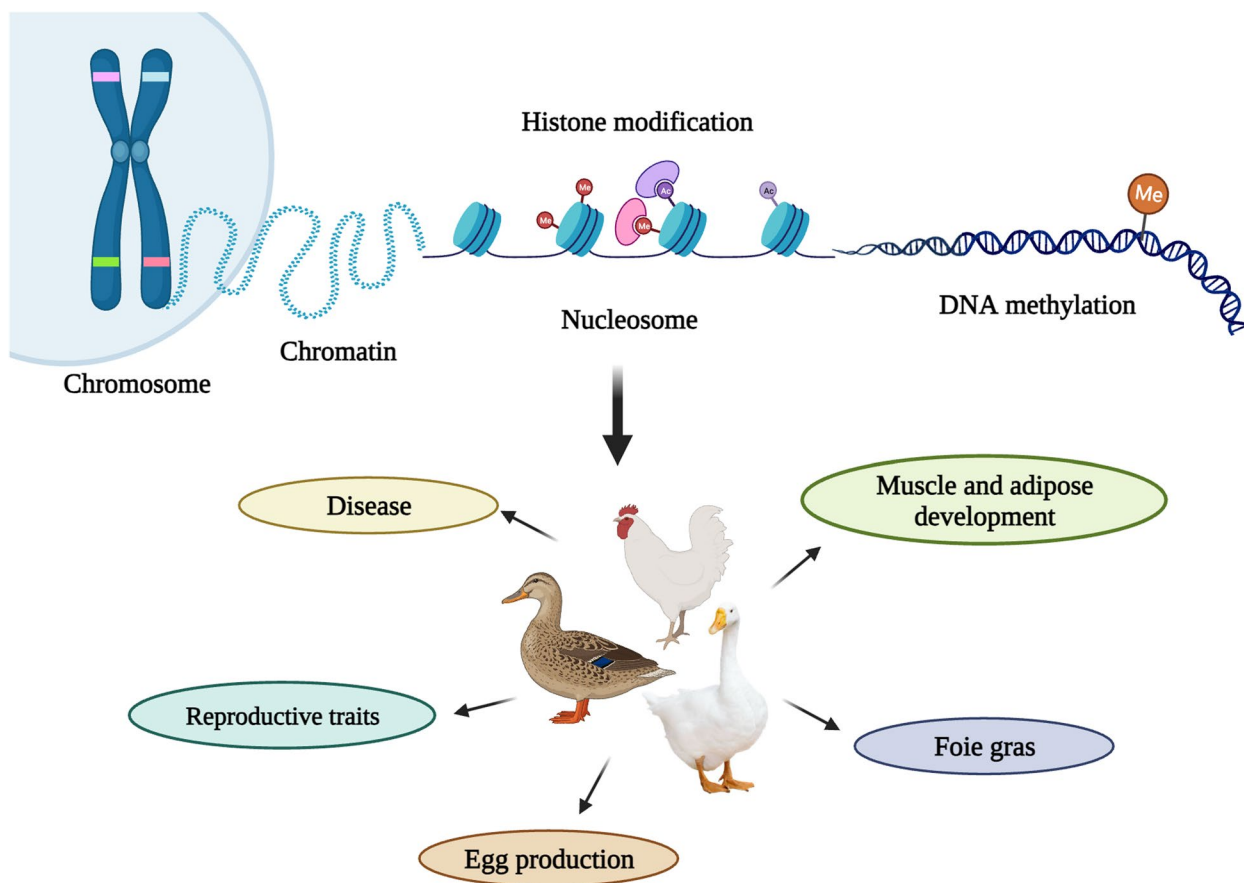 Histone modification
Me
Me
Ac
Me
Ac
Me
Chromosome
Chromatin
Nucleosome
DNA methylation
Disease
Muscle and adipose
development
Reproductive traits
Foie gras
Egg production